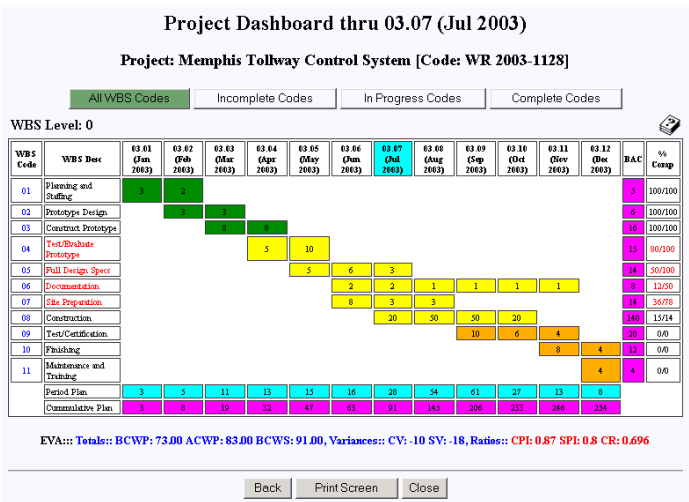 Project Dashboard thru 03.07 (Jul 2003)
Project: Memphis Tollway Control System [Code: WR 2003-1128]
All WBS Codes Incomplete Codes In Progress Codes Complete Codes
WBS Level: 0
WBS Code WBS Desc 03.01 (Jan 2003) 03.02 (Feb 2003) 03.03 (Mar 2003) 03.04 (Apr 2003) 03.05 (May 2003) 03.06 (Jun 2003) 03.07 (Jul 2003) 03.08 (Aug 2003) 03.09 (Sep 2003) 03.10 (Oct 2003) 03.11 (Nov 2003) 03.12 (Dec 2003) BAC % Comp
01 Planning and Staffing 3 2 5 100/100
02 Prototype Design 3 3 6 100/100
03 Construct Prototype 8 8 16 100/100
04 Test/Evaluate Prototype 5 10 15 80/100
05 Full Design Specs 5 6 3 14 50/100
06 Documentation 2 2 1 1 1 1 8 12/50
07 Site Preparation 8 3 3 14 36/78
08 Construction 20 50 50 20 140 15/14
09 Test/Certification 10 6 4 20 0/0
10 Finishing 8 4 12 0/0
11 Maintenance and Training 4 4 0/0
Period Plan 3 5 11 13 15 16 28 54 61 27 13 8
Cummulative Plan 3 8 19 32 47 63 91 145 206 233 246 254
EVA::: Totals:: BCWP: 73.00 ACWP: 83.00 BCWS: 91.00, Variances:: CV: -10 SV: -18, Ratios:: CPI: 0.87 SPI: 0.8 CR: 0.696
Back Print Screen Close